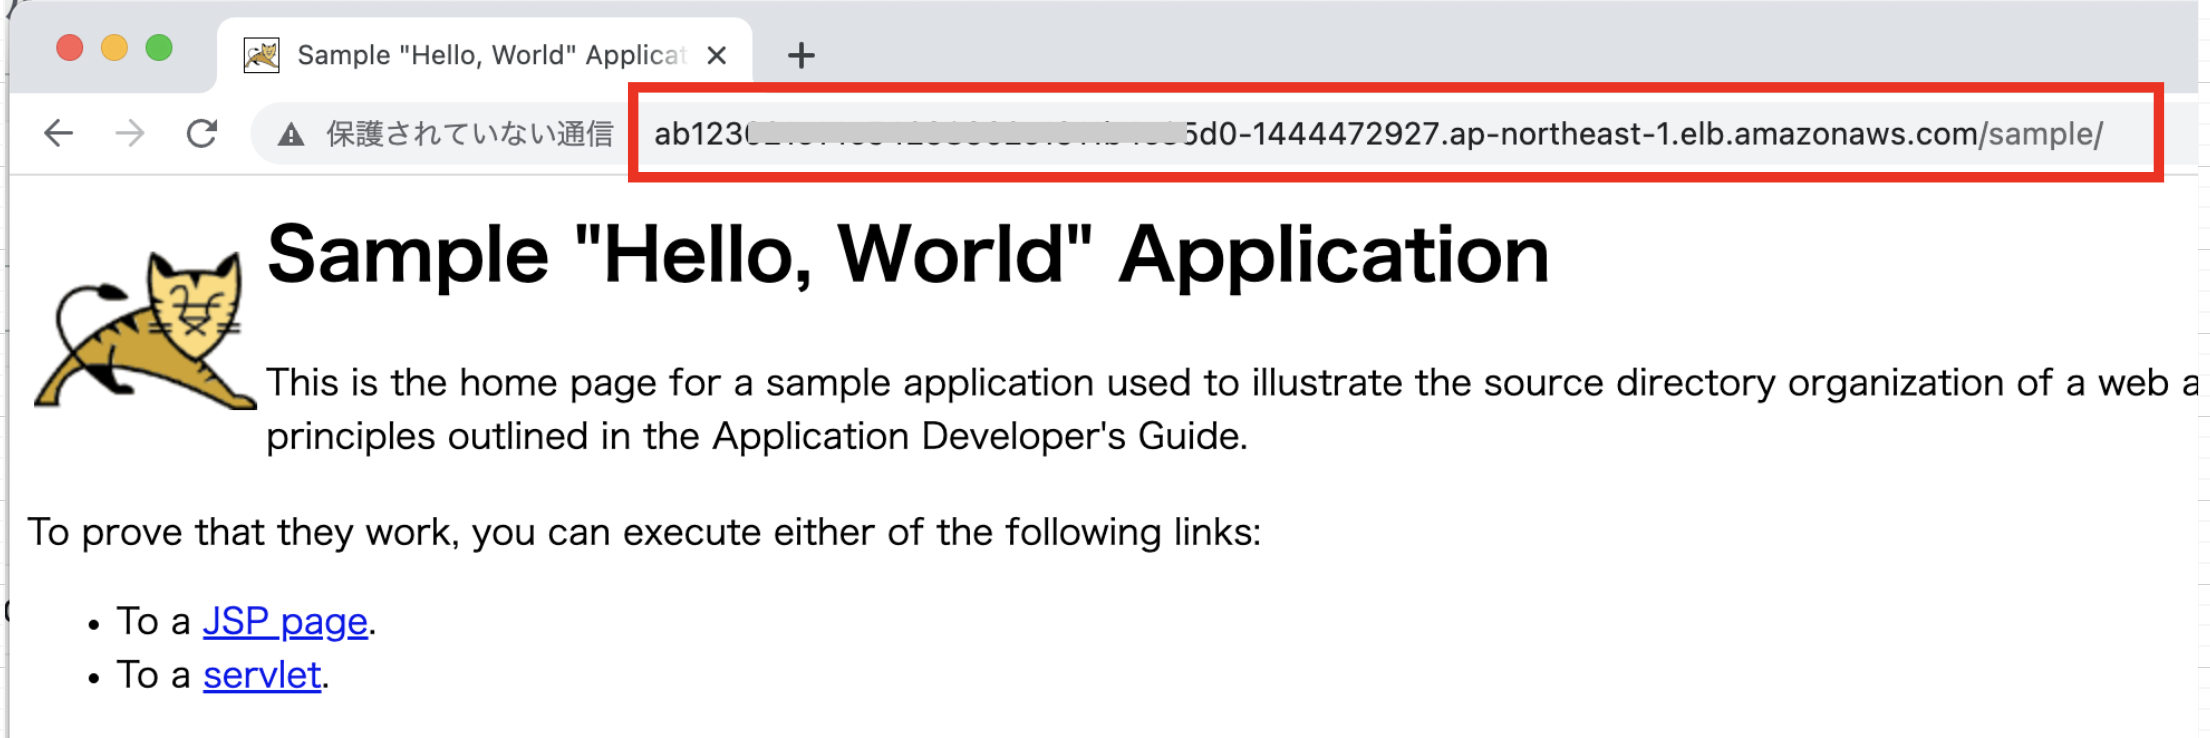 Sample "Hello, World" Applicat
保護されていない通信 ab123 5d0-1444472927.ap-northeast-1.elb.amazonaws.com/sample/
Sample "Hello, World" Application
This is the home page for a sample application used to illustrate the source directory organization of a web a
principles outlined in the Application Developer's Guide.
To prove that they work, you can execute either of the following links:
• To a JSP page.
• To a servlet.